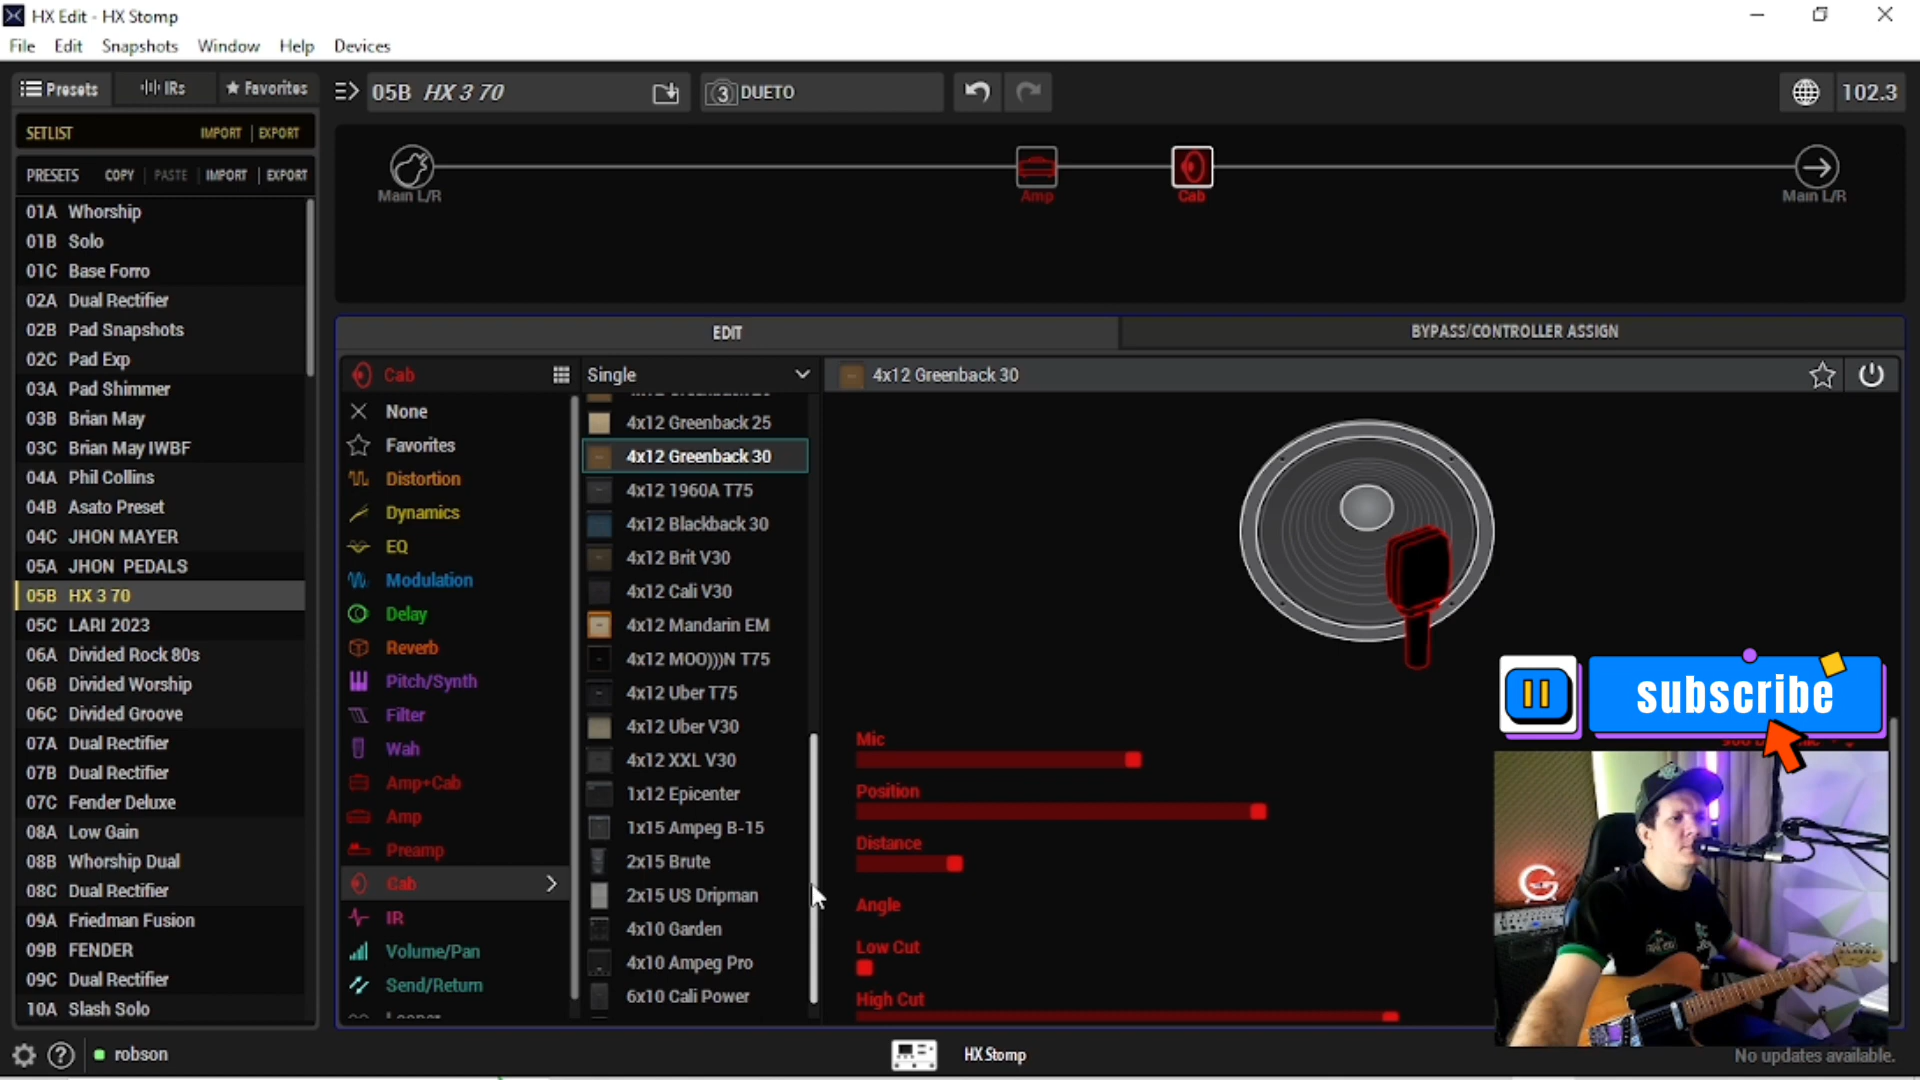 HX Edit - HX Stomp
File Edit Snapshots Window Help Devices
Presets IRs Favorites
05B HX 3 70
3 DUETO
102.3
SETLIST IMPORT | EXPORT
PRESETS COPY | PASTE | IMPORT | EXPORT
01A Whorship
01B Solo
01C Base Forro
02A Dual Rectifier
02B Pad Snapshots
02C Pad Exp
03A Pad Shimmer
03B Brian May
03C Brian May IWBF
04A Phil Collins
04B Asato Preset
04C JHON MAYER
05A JHON PEDALS
05B HX 3 70
05C LARI 2023
06A Divided Rock 80s
06B Divided Worship
06C Divided Groove
07A Dual Rectifier
07B Dual Rectifier
07C Fender Deluxe
08A Low Gain
08B Whorship Dual
08C Dual Rectifier
09A Friedman Fusion
09B FENDER
09C Dual Rectifier
10A Slash Solo
Main L/R
Amp
Cab
Main L/R
EDIT
BYPASS/CONTROLLER ASSIGN
Cab
None
Favorites
Distortion
Dynamics
EQ
Modulation
Delay
Reverb
Pitch/Synth
Filter
Wah
Amp+Cab
Amp
Preamp
Cab
IR
Volume/Pan
Send/Return
Looper
Single
4x12 Greenback 25
4x12 Greenback 30
4x12 1960A T75
4x12 Blackback 30
4x12 Brit V30
4x12 Cali V30
4x12 Mandarin EM
4x12 MOO)))N T75
4x12 Uber T75
4x12 Uber V30
4x12 XXL V30
1x12 Epicenter
1x15 Ampeg B-15
2x15 Brute
2x15 US Dripman
4x10 Garden
4x10 Ampeg Pro
6x10 Cali Power
4x12 Greenback 30
Mic
Position
Distance
Angle
Low Cut
High Cut
subscribe
G
robson
HX Stomp
No updates available.